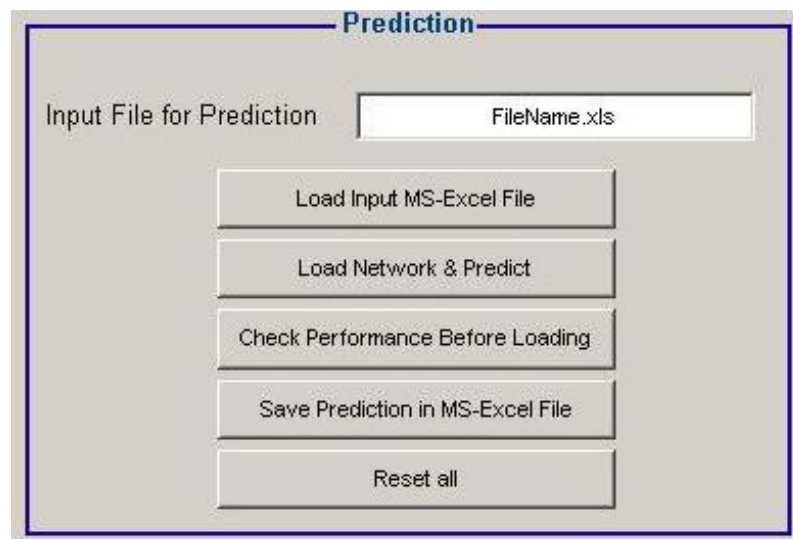 Prediction
Input File for Prediction FileName.xls
Load Input MS-Excel File
Load Network & Predict
Check Performance Before Loading
Save Prediction in MS-Excel File
Reset all